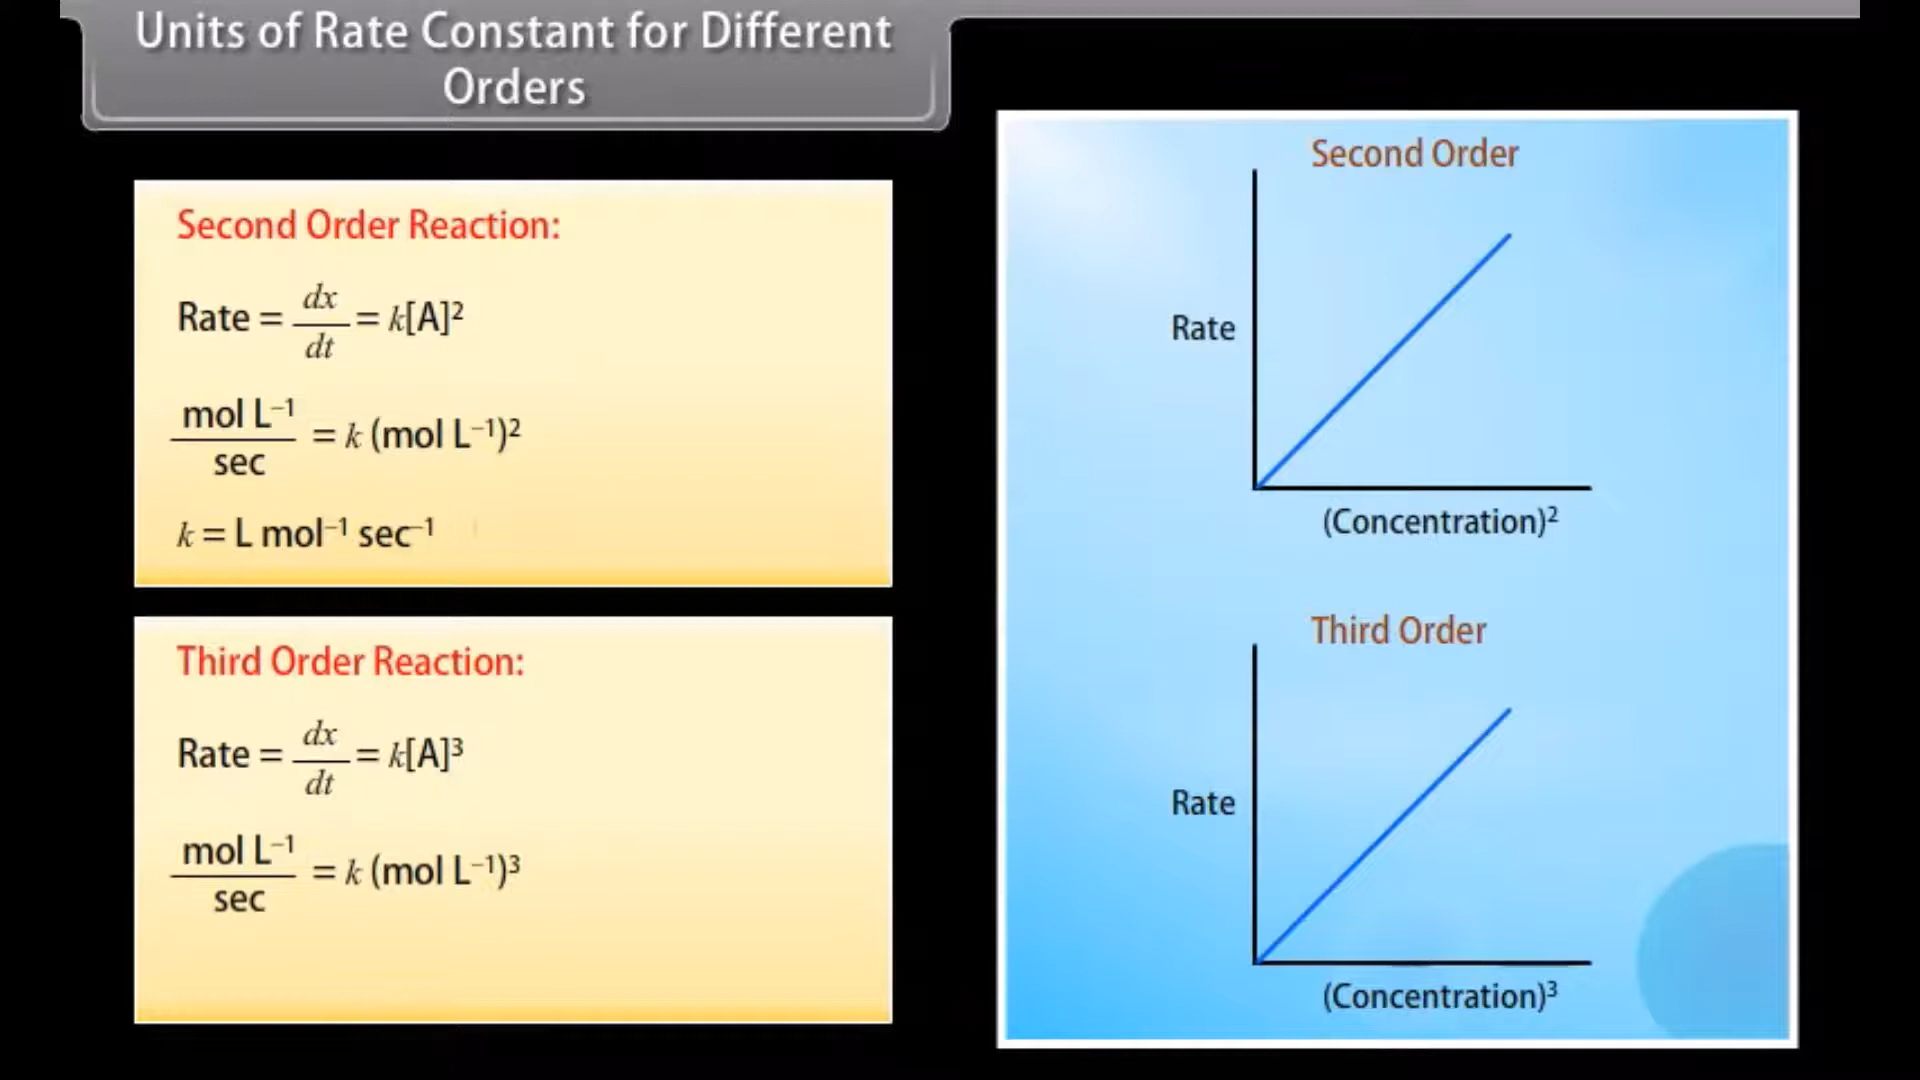 Units of Rate Constant for Different
Orders
Second Order Reaction:
Rate = dx/dt = k[A]²
mol L⁻¹/sec = k (mol L⁻¹)²
k = L mol⁻¹ sec⁻¹
Third Order Reaction:
Rate = dx/dt = k[A]³
mol L⁻¹/sec = k (mol L⁻¹)³
Second Order
Rate
(Concentration)²
Third Order
Rate
(Concentration)³